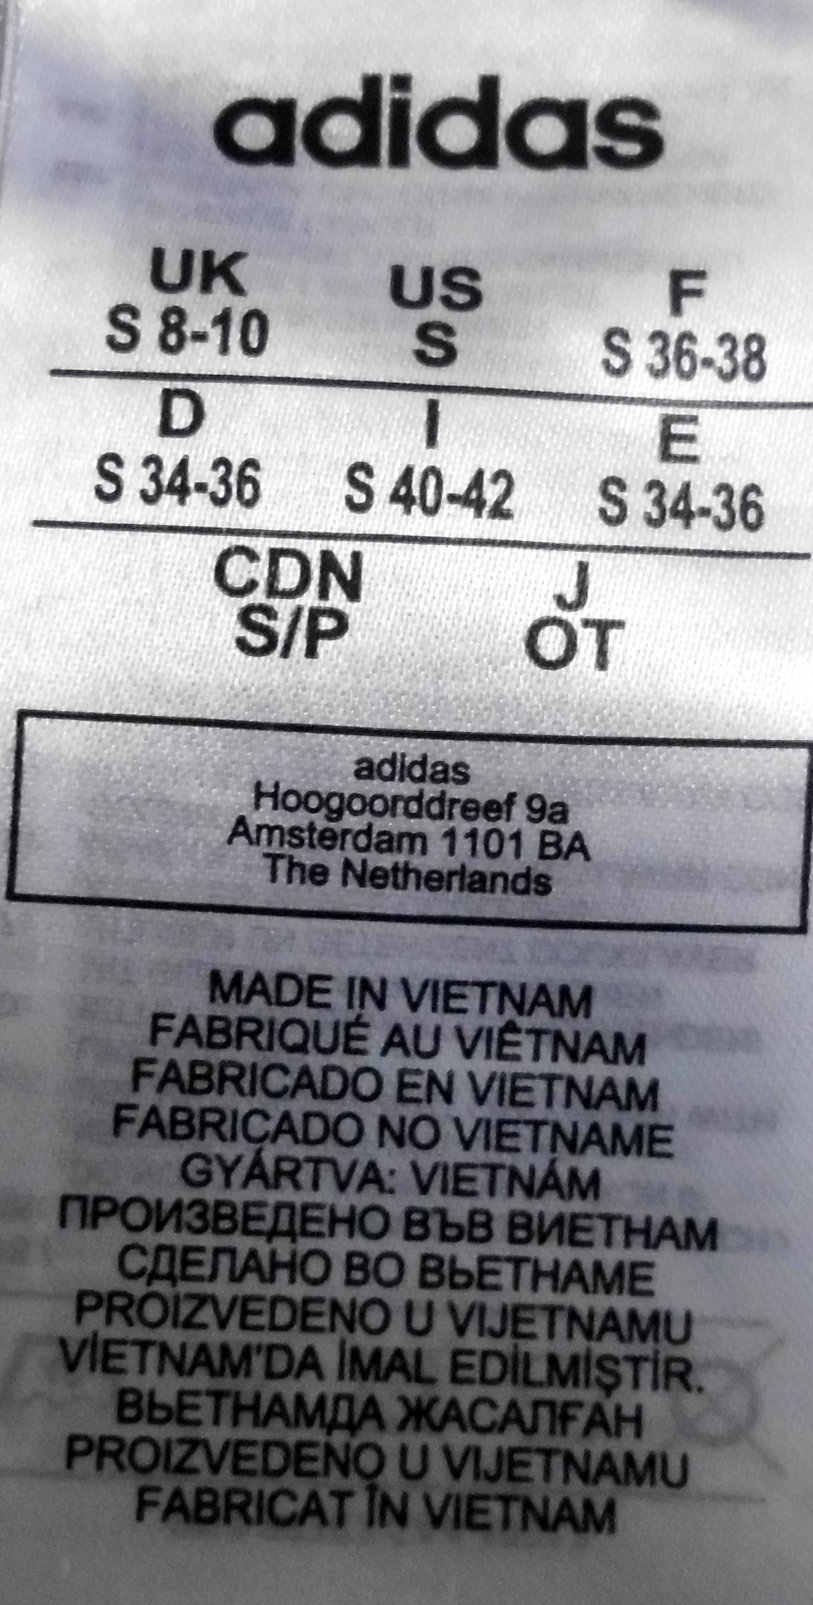 adidas
UK US F
S 8-10 S S 36-38
D I E
S 34-36 S 40-42 S 34-36
CDN J
S/P OT
adidas
Hoogoorddreef 9a
Amsterdam 1101 BA
The Netherlands
MADE IN VIETNAM
FABRIQUÉ AU VIÊTNAM
FABRICADO EN VIETNAM
FABRICADO NO VIETNAME
GYÁRTVA: VIETNÁM
ПРОИЗВЕДЕНО ВЪВ ВИЕТНАМ
СДЕЛАНО ВО ВЬЕТНАМЕ
PROIZVEDENO U VIJETNAMU
VİETNAM'DA İMAL EDİLMİŞTİR.
ВЬЕТНАМДА ЖАСАЛҒАН
PROIZVEDENO U VIJETNAMU
FABRICAT ÎN VIETNAM